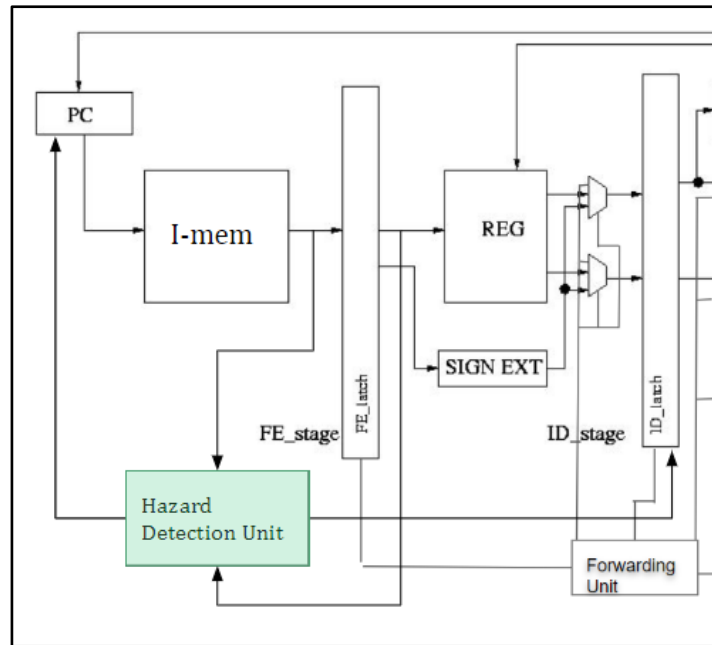 PC
I-mem
REG
SIGN EXT
FE_latch
ID_latch
FE_stage
ID_stage
Hazard
Detection Unit
Forwarding
Unit